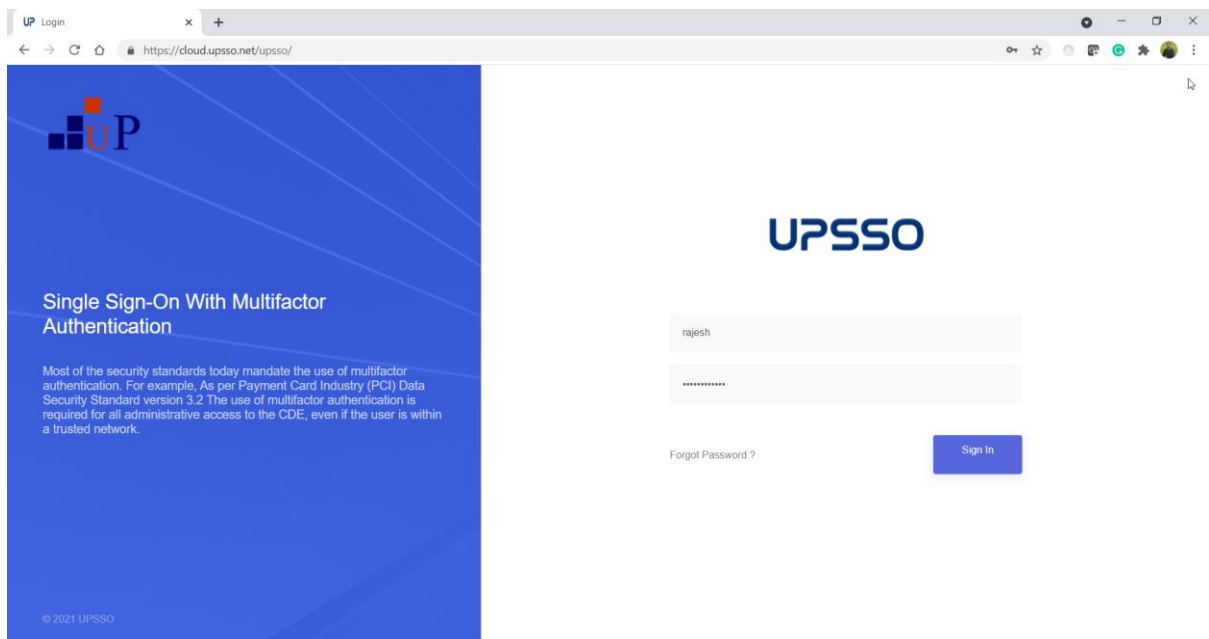 UP Login
https://cloud.upsso.net/upsso/
UP
Single Sign-On With Multifactor
Authentication
Most of the security standards today mandate the use of multifactor
authentication. For example, As per Payment Card Industry (PCI) Data
Security Standard version 3.2 The use of multifactor authentication is
required for all administrative access to the CDE, even if the user is within
a trusted network.
© 2021 UPSSO
UPSSO
rajesh
••••••••••••
Forgot Password ?
Sign In